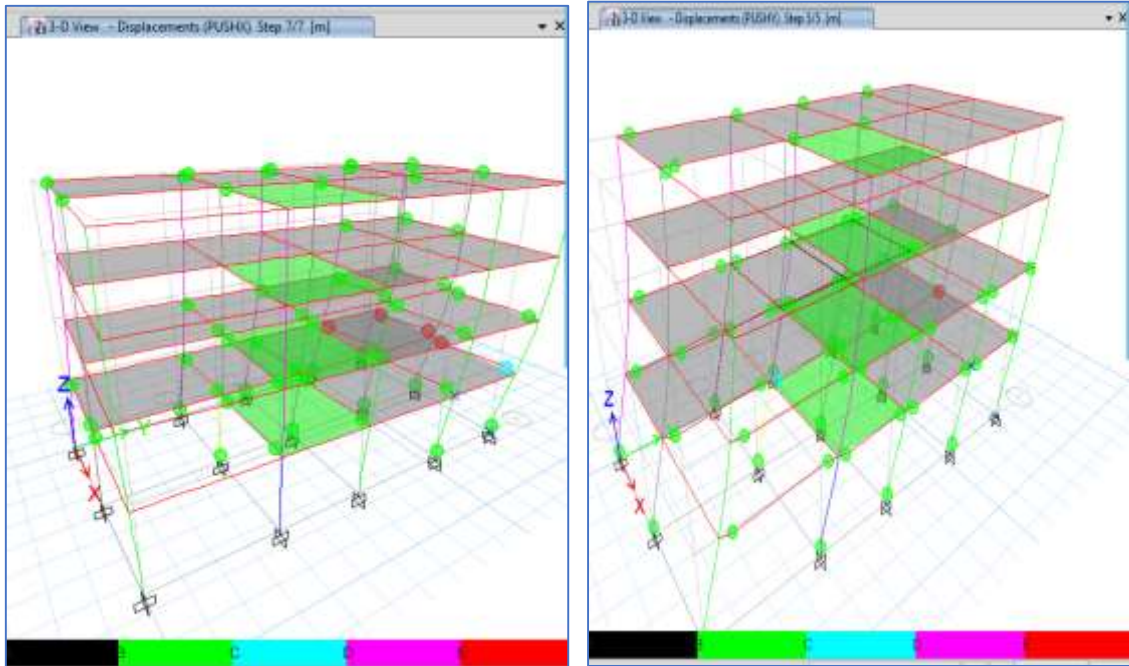 3-D View - Displacements (PUSHX) Step 7/7 [m]
Z
Y
X
B
C
D
E
3-D View - Displacements (PUSHY) Step 5/5 [m]
Z
X
B
C
D
E